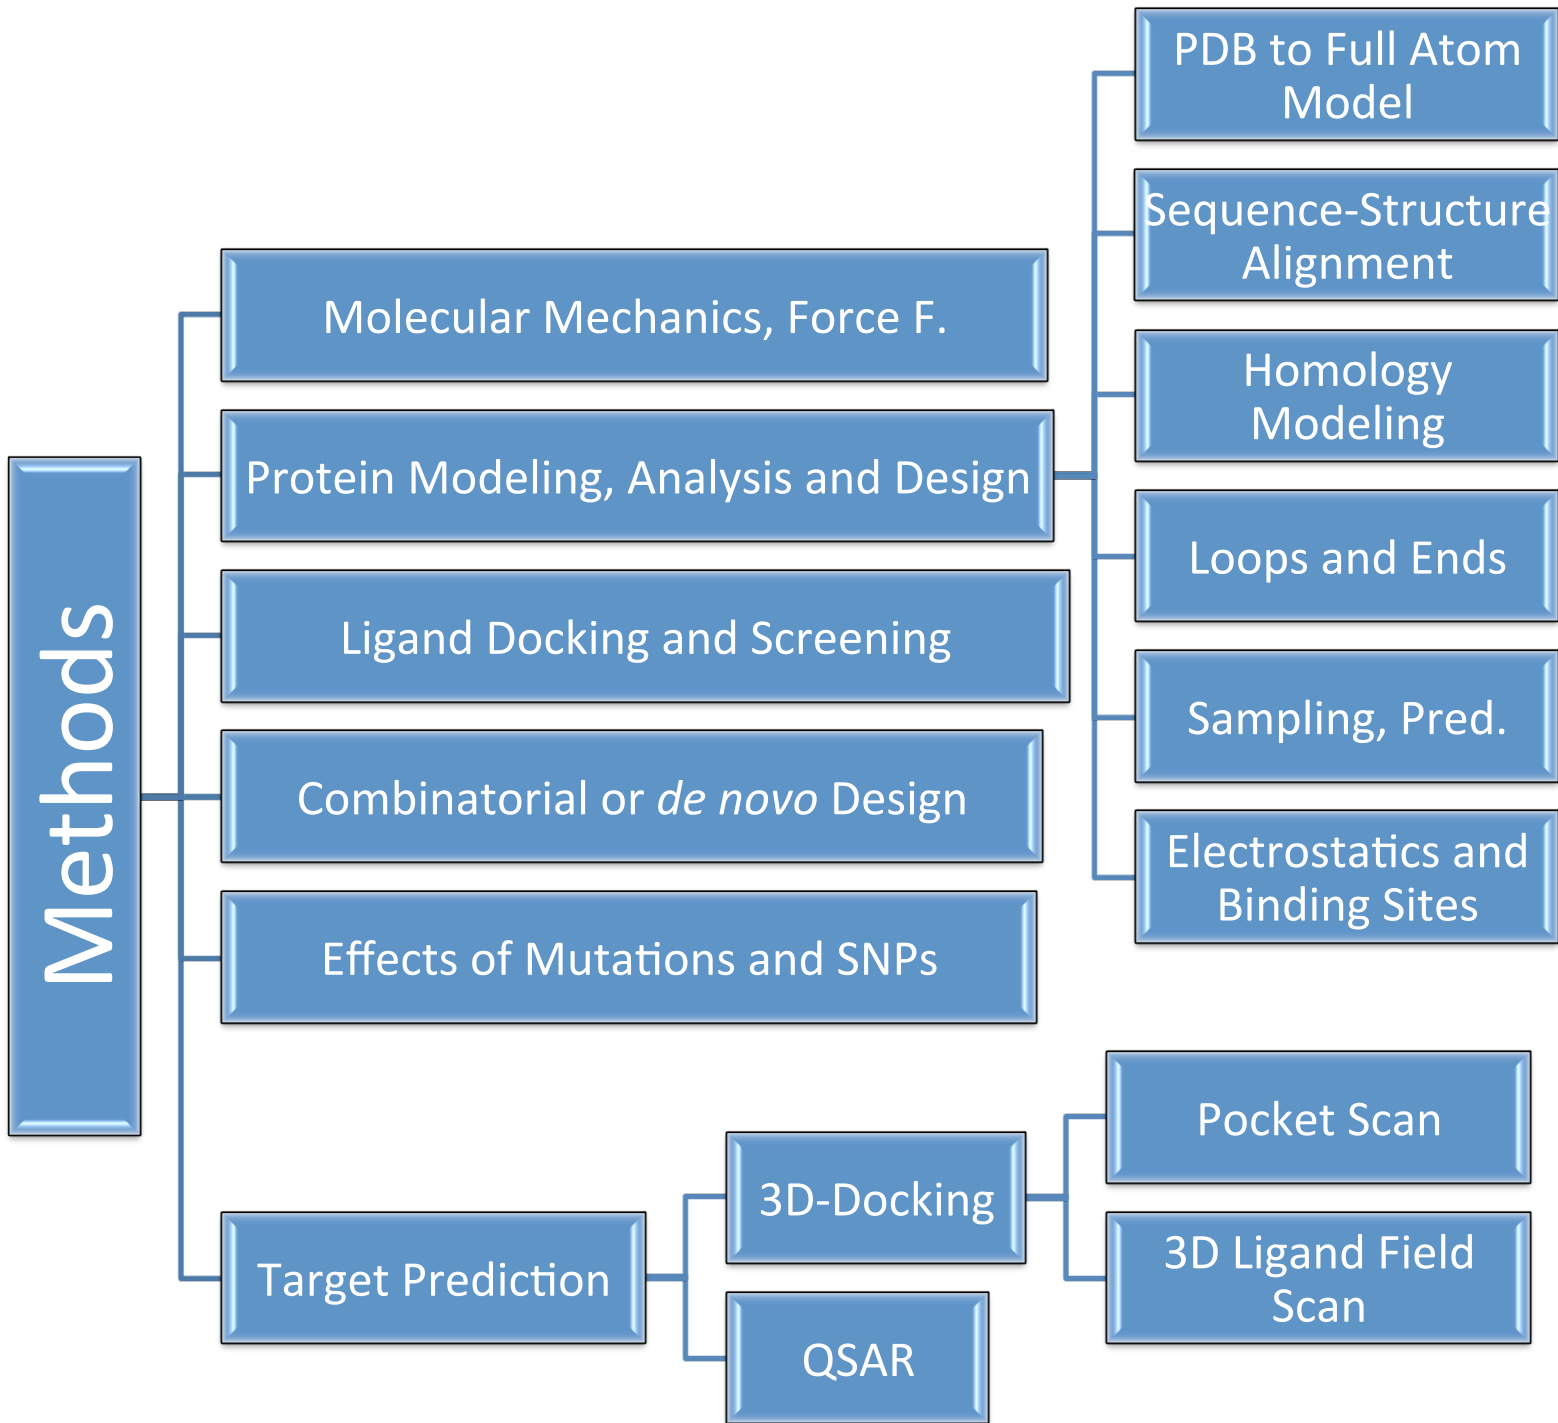 Methods
Molecular Mechanics, Force F.
Protein Modeling, Analysis and Design
PDB to Full Atom
Model
Sequence-Structure
Alignment
Homology
Modeling
Loops and Ends
Sampling, Pred.
Electrostatics and
Binding Sites
Ligand Docking and Screening
Combinatorial or de novo Design
Effects of Mutations and SNPs
Target Prediction
3D-Docking
Pocket Scan
3D Ligand Field
Scan
QSAR